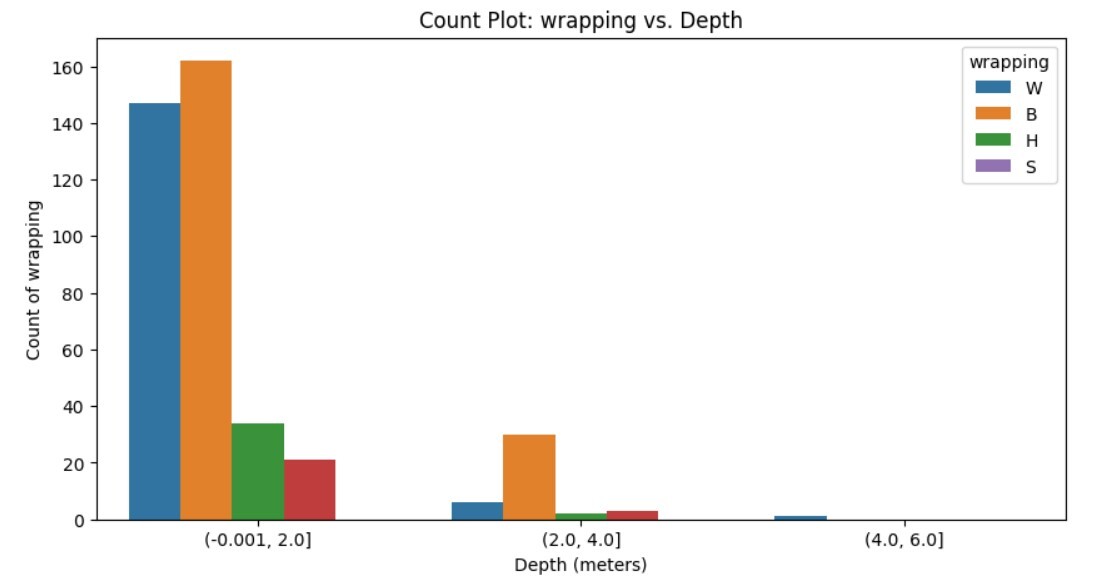 Count Plot: wrapping vs. Depth
wrapping
W
B
H
S
160
140
120
100
80
60
40
20
0
Count of wrapping
(-0.001, 2.0]
(2.0, 4.0]
(4.0, 6.0]
Depth (meters)